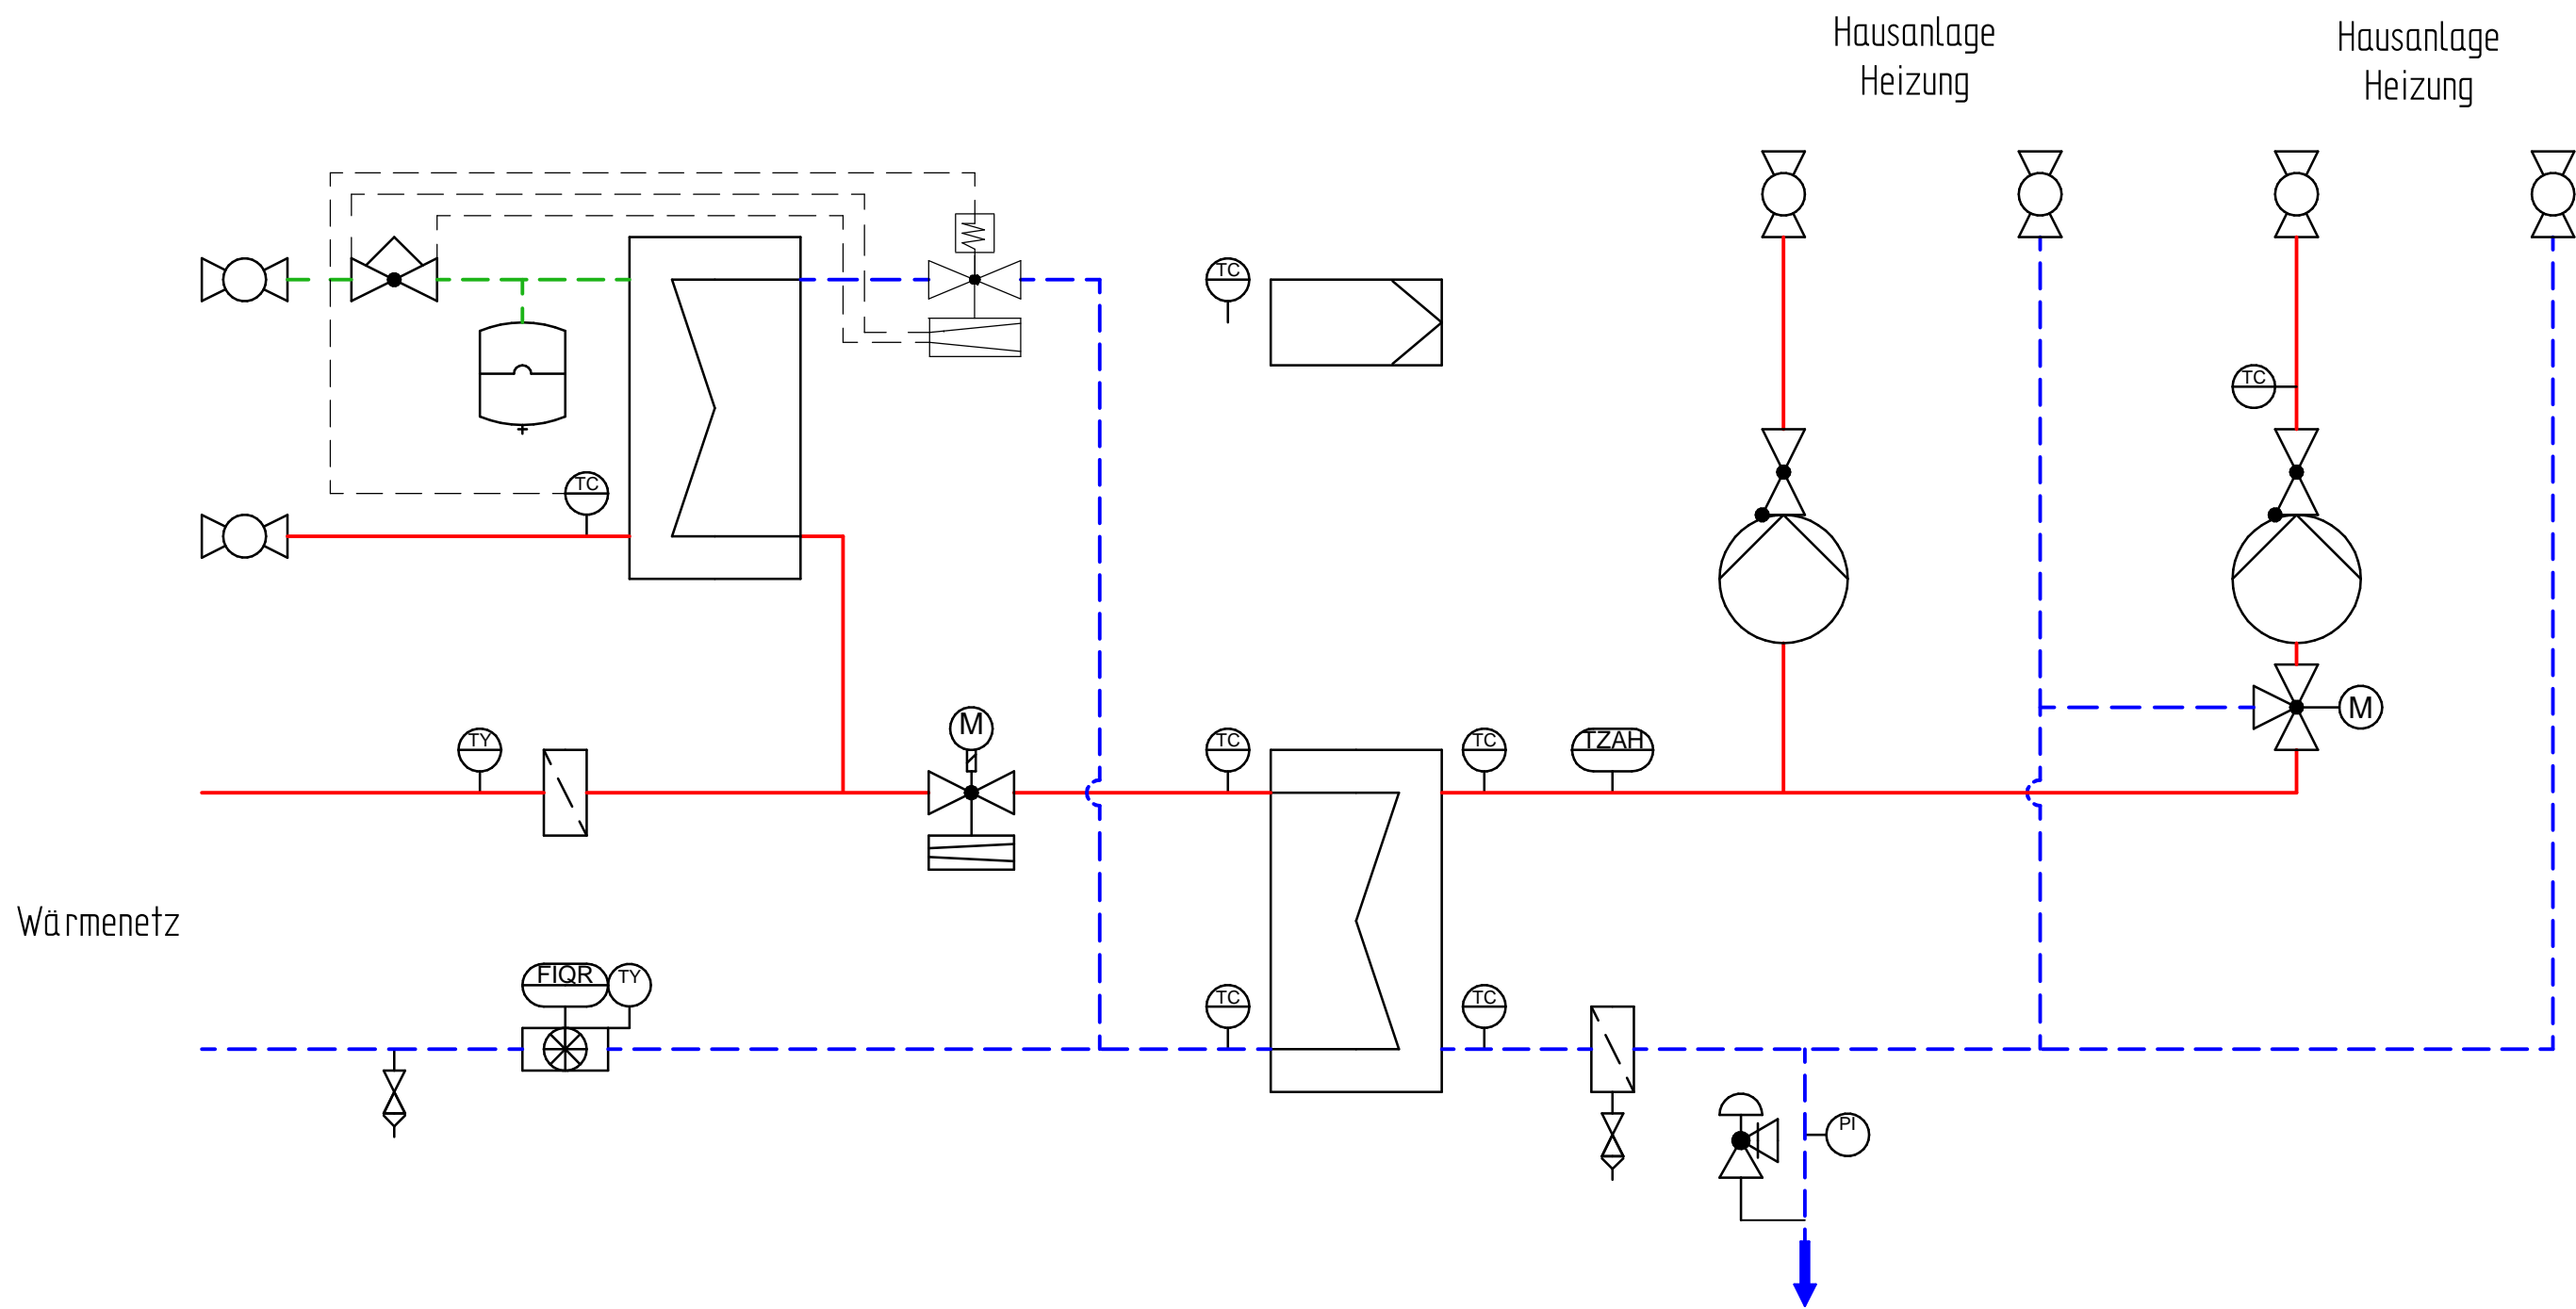 Hausanlage
Heizung
Hausanlage
Heizung
TC
TC
TC
TY
M
TC
TC
TZAH
M
Wärmenetz
FIQR
TY
TC
TC
PI